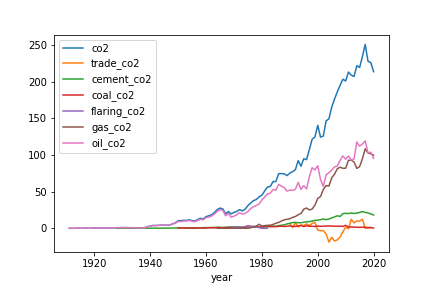 250
200
150
100
50
0
co2
trade_co2
cement_co2
coal_co2
flaring_co2
gas_co2
oil_co2
1920 1940 1960 1980 2000 2020
year